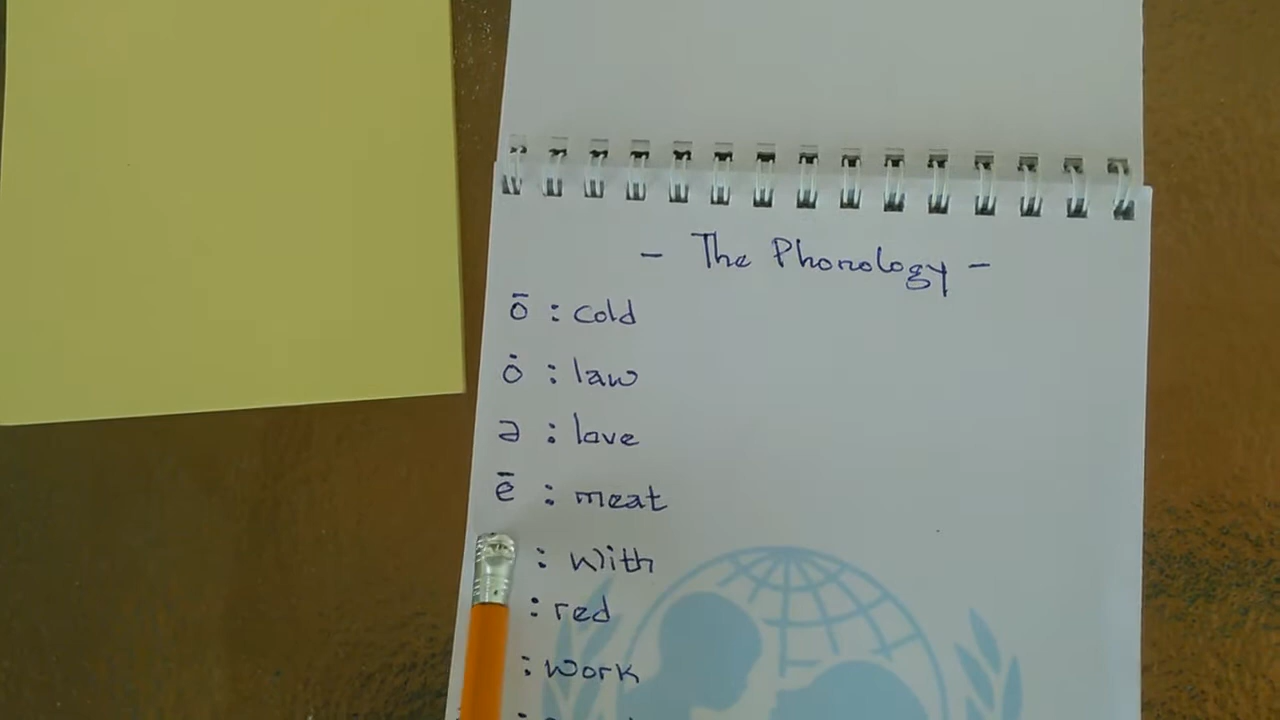 - The Phonology -
ō : cold
ȯ : law
ə : love
ē : meat
: with
: red
: work